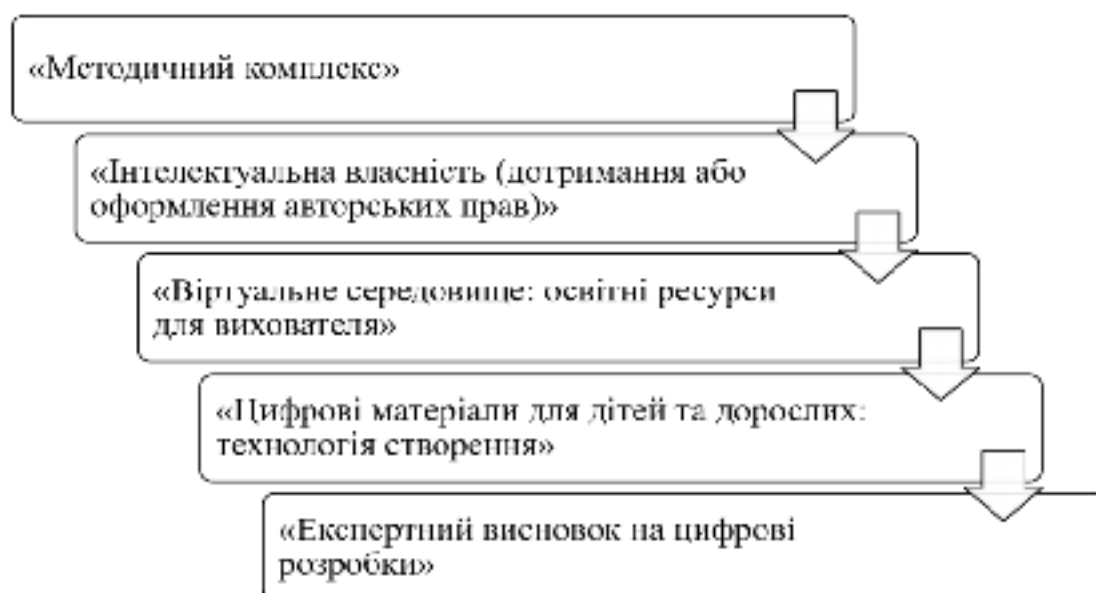 «Методичний комплекс»
«Інтелектуальна власність (дотримання або
оформлення авторських прав)»
«Віртуальне середовище: освітні ресурси
для вихователя»
«Цифрові матеріали для дітей та дорослих:
технологія створення»
«Експертний висновок на цифрові
розробки»